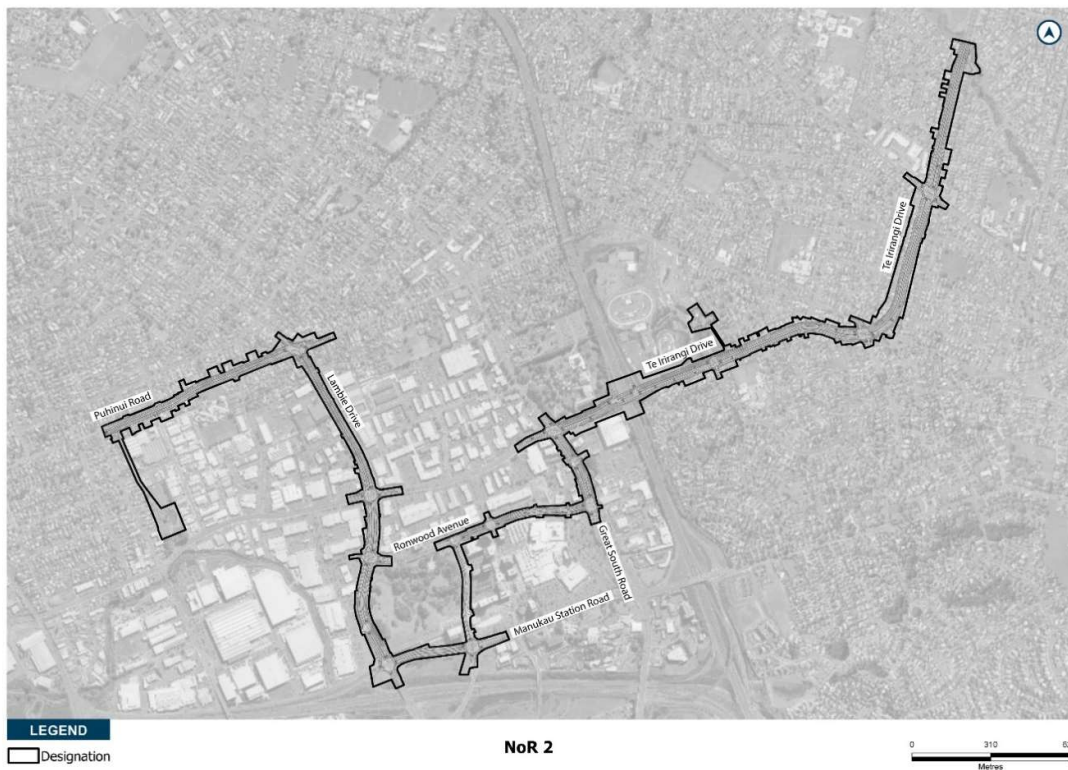 Te Irirangi Drive
Te Irirangi Drive
Puhinui Road
Lambie Drive
Ronwood Avenue
Great South Road
Manukau Station Road
LEGEND
Designation
NoR 2
0 310
Metres